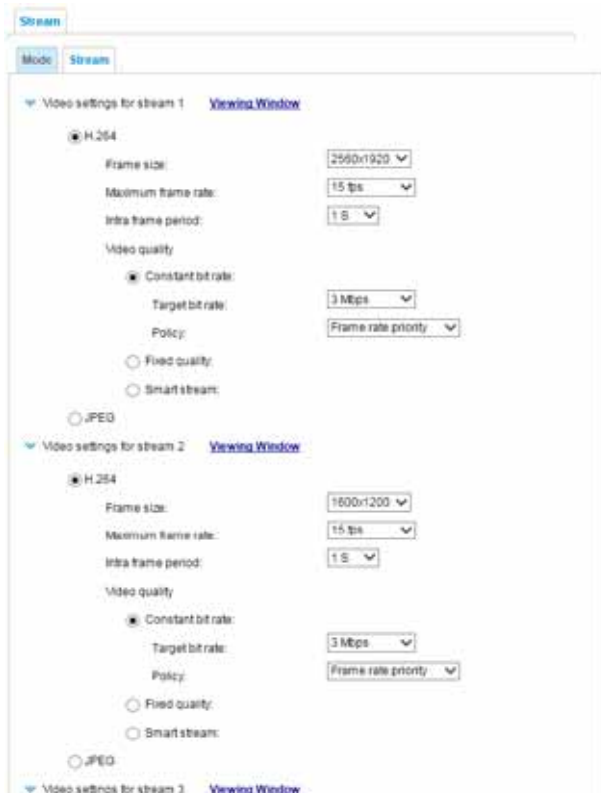 Stream
Mode Stream
Video settings for stream 1 Viewing Window
H.264
Frame size: 2560x1920
Maximum frame rate: 15 fps
Intra frame period: 1 S
Video quality
Constant bit rate:
Target bit rate: 3 Mbps
Policy: Frame rate priority
Fixed quality:
Smart stream:
JPEG
Video settings for stream 2 Viewing Window
H.264
Frame size: 1600x1200
Maximum frame rate: 15 fps
Intra frame period: 1 S
Video quality
Constant bit rate:
Target bit rate: 3 Mbps
Policy: Frame rate priority
Fixed quality:
Smart stream:
JPEG
Video settings for stream 3 Viewing Window